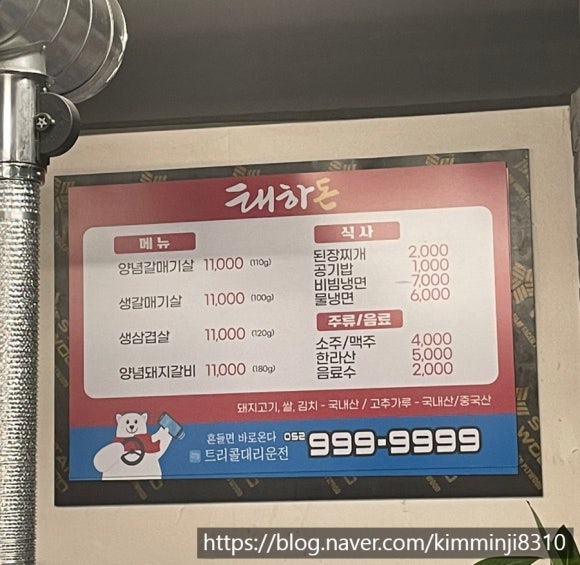 태하돈
메뉴
양념갈매기살 11,000 (110g)
생갈매기살 11,000 (100g)
생삼겹살 11,000 (120g)
양념돼지갈비 11,000 (180g)
식사
된장찌개 2,000
공기밥 1,000
비빔냉면 7,000
물냉면 6,000
주류/음료
소주/맥주 4,000
한라산 5,000
음료수 2,000
돼지고기, 쌀, 김치 - 국내산 / 고추가루 - 국내산/중국산
흔들면 바로온다
트리콜대리운전
052 999-9999
https://blog.naver.com/kimminji8310